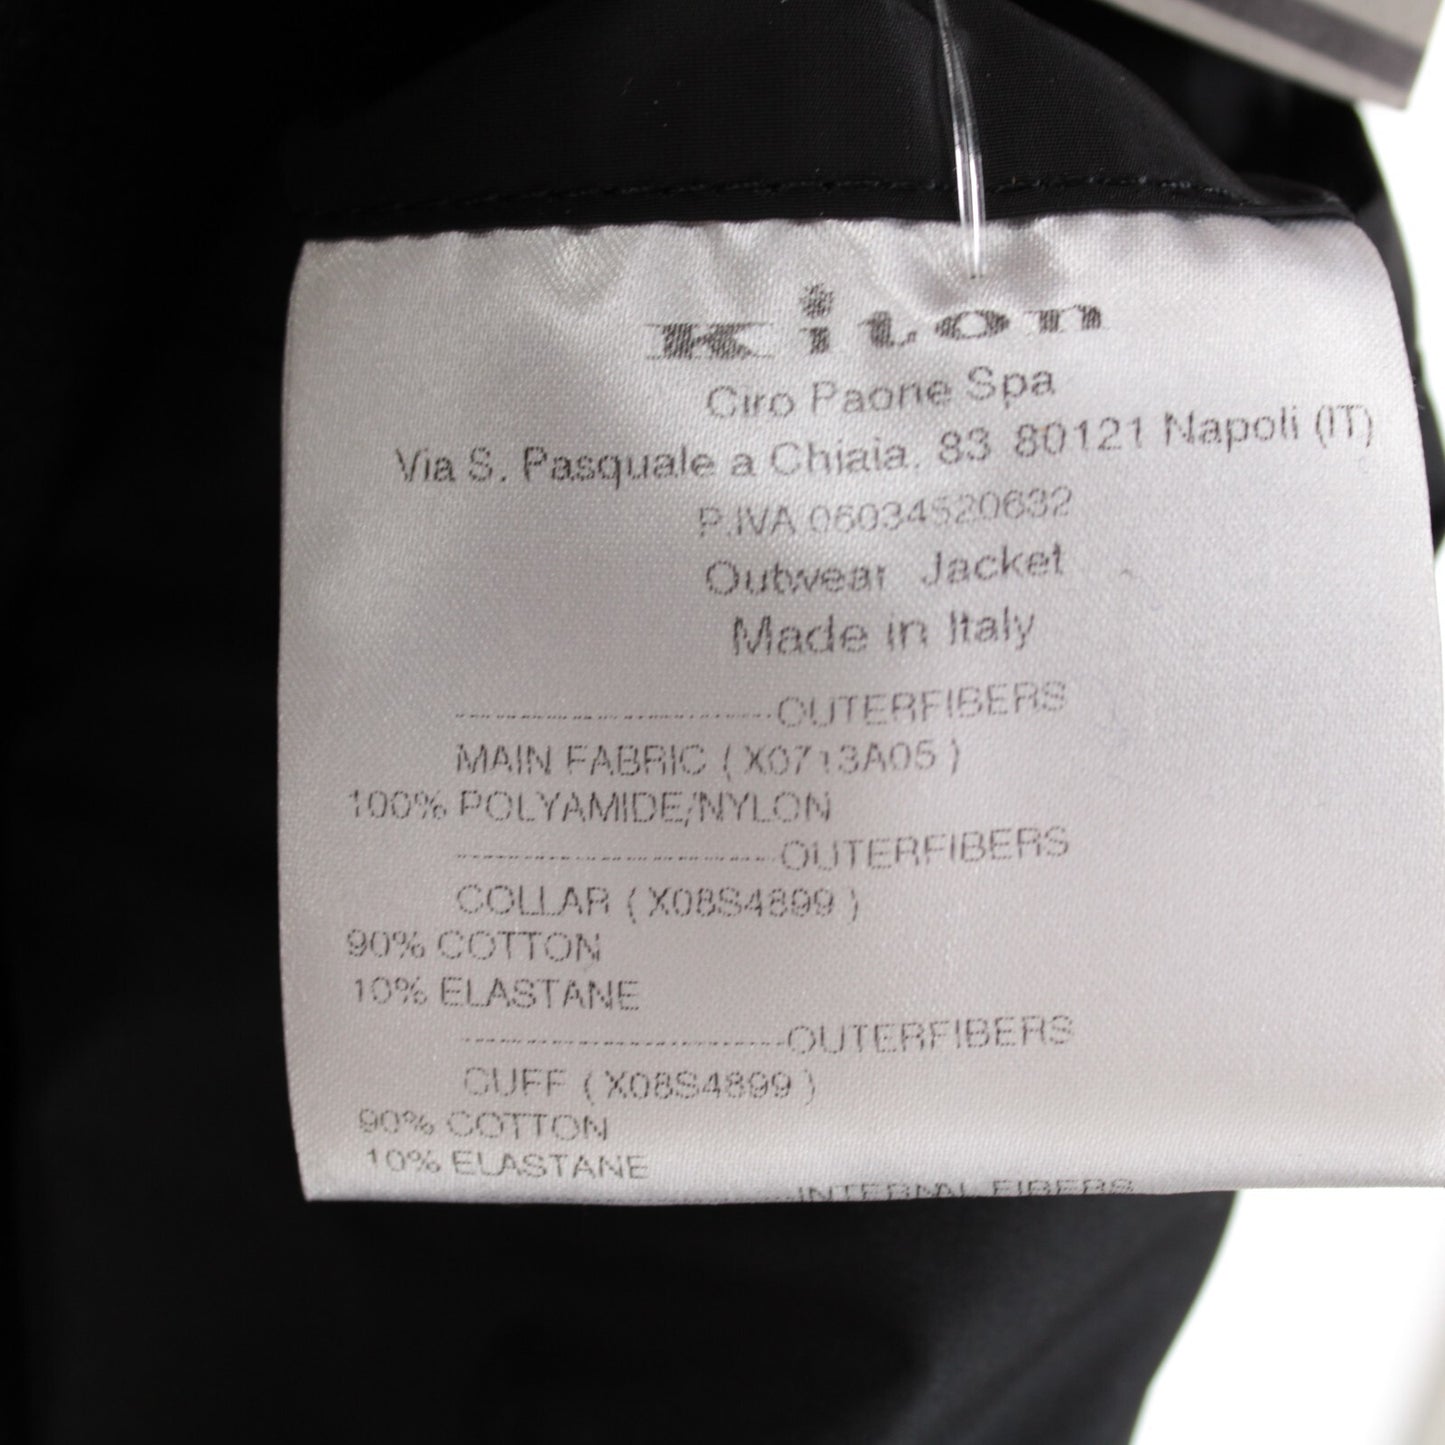 Kiton
Ciro Paone Spa
Via S. Pasquale a Chiaia, 83 80121 Napoli (IT)
P.IVA 06034520632
Outwear Jacket
Made in Italy
-------------------------OUTERFIBERS
MAIN FABRIC ( X0713A05 )
100% POLYAMIDE/NYLON
-------------------------OUTERFIBERS
COLLAR ( X08S4899 )
90% COTTON
10% ELASTANE
-------------------------OUTERFIBERS
CUFF ( X08S4899 )
90% COTTON
10% ELASTANE
-------------------------INTERNAL FIBERS